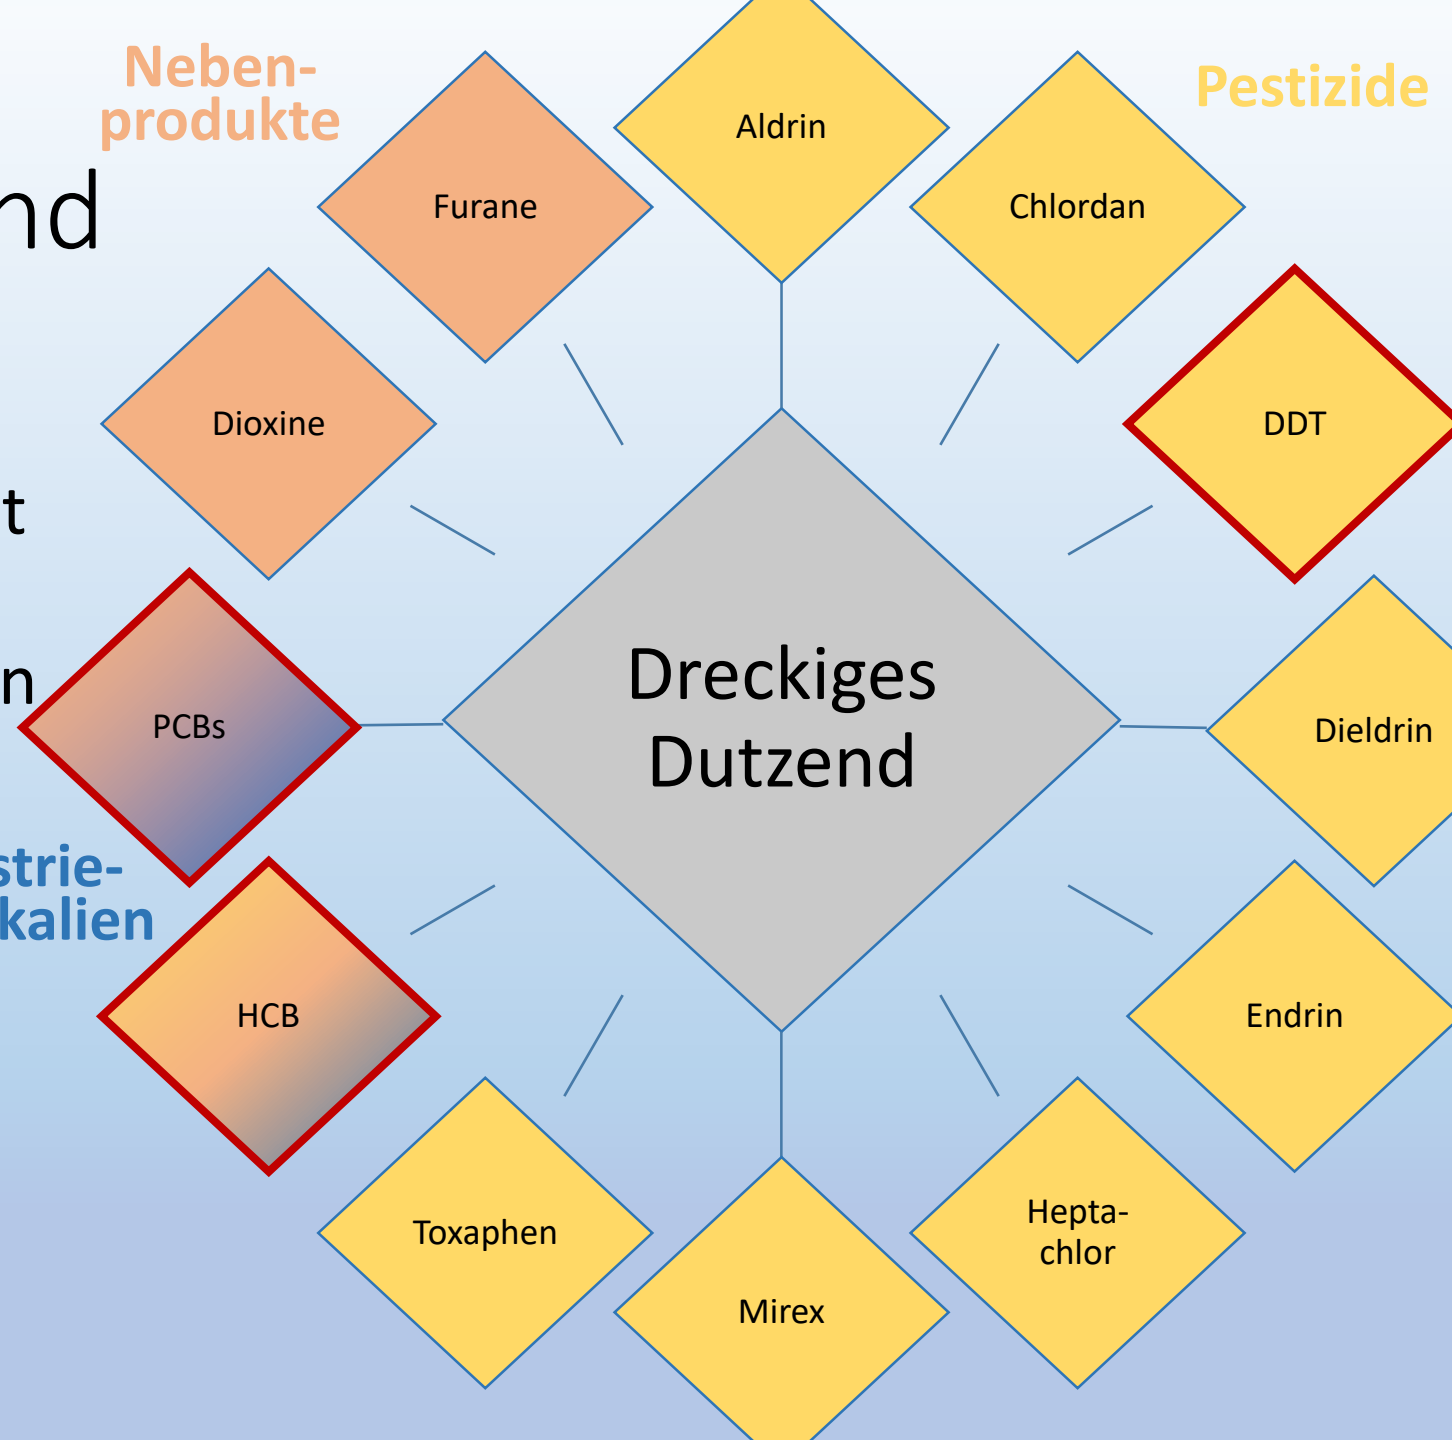 Neben-
produkte
Pestizide
nd
t
n
strie-
kalien
Aldrin
Chlordan
DDT
Dieldrin
Endrin
Hepta-
chlor
Mirex
Toxaphen
HCB
PCBs
Dioxine
Furane
Dreckiges
Dutzend